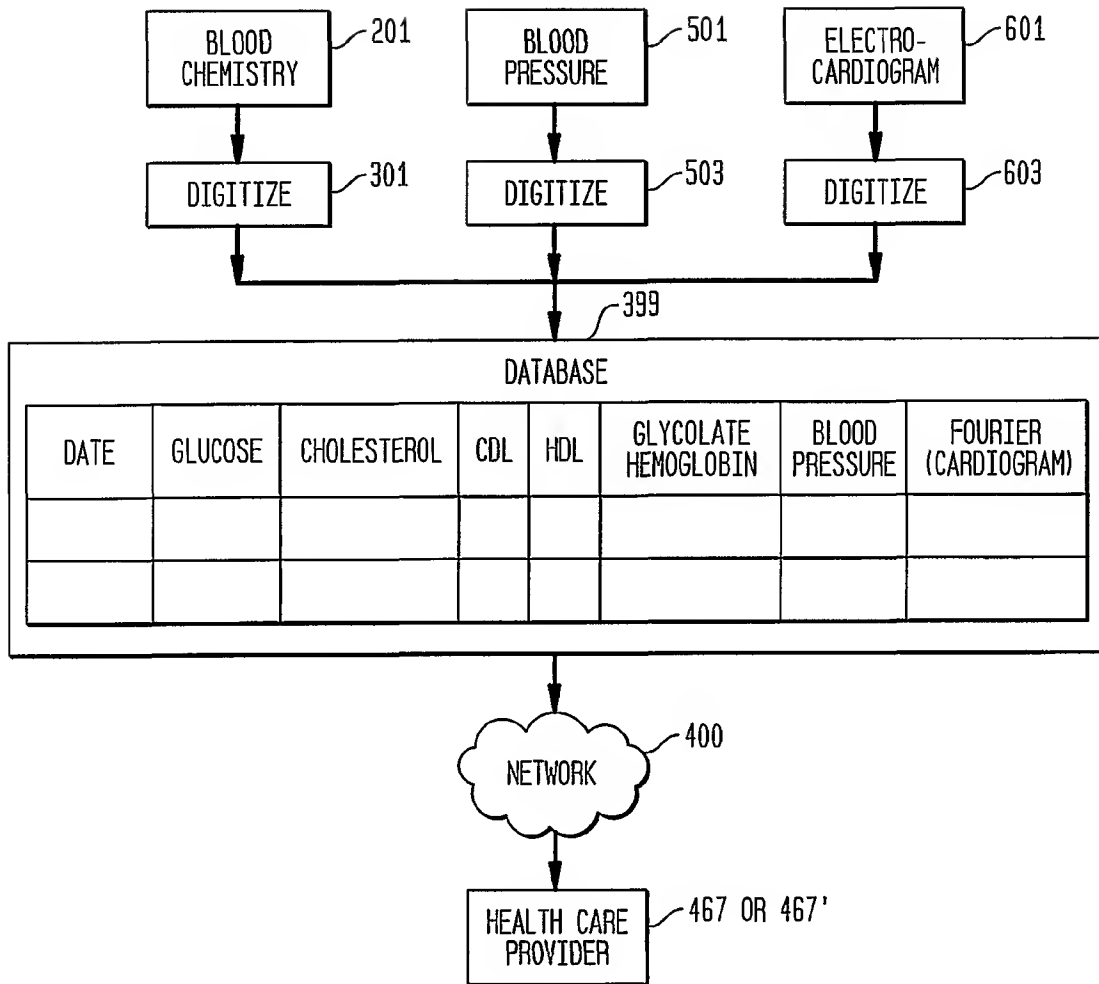 BLOOD
CHEMISTRY
201
BLOOD
PRESSURE
501
ELECTRO-
CARDIOGRAM
601
DIGITIZE
301
DIGITIZE
503
DIGITIZE
603
399
DATABASE
DATE
GLUCOSE
CHOLESTEROL
CDL
HDL
GLYCOLATE
HEMOGLOBIN
BLOOD
PRESSURE
FOURIER
(CARDIOGRAM)
NETWORK
400
HEALTH CARE
PROVIDER
467 OR 467'